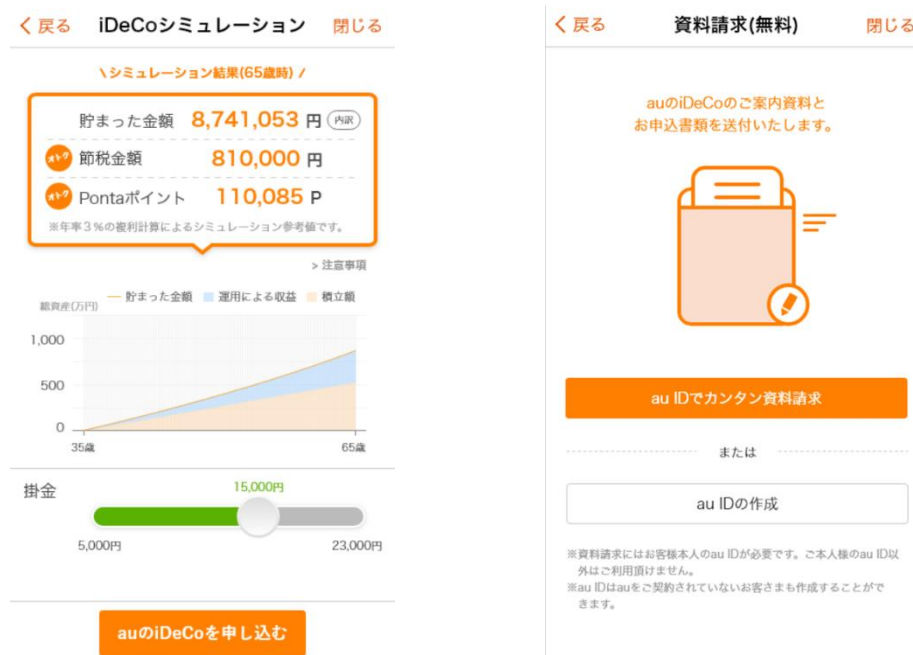 戻る iDeCoシミュレーション 閉じる
\ シミュレーション結果(65歳時) /
貯まった金額 8,741,053 円 内訳
オトク 節税金額 810,000 円
オトク Pontaポイント 110,085 P
※年率3%の複利計算によるシミュレーション参考値です。
> 注意事項
総資産(万円) 貯まった金額 運用による収益 積立額
1,000
500
0
35歳 65歳
掛金 15,000円
5,000円 23,000円
auのiDeCoを申し込む
戻る 資料請求(無料) 閉じる
auのiDeCoのご案内資料と
お申込書類を送付いたします。
au IDでカンタン資料請求
または
au IDの作成
※資料請求にはお客様本人のau IDが必要です。ご本人様のau ID以
外はご利用頂けません。
※au IDはauをご契約されていないお客さまも作成することがで
きます。